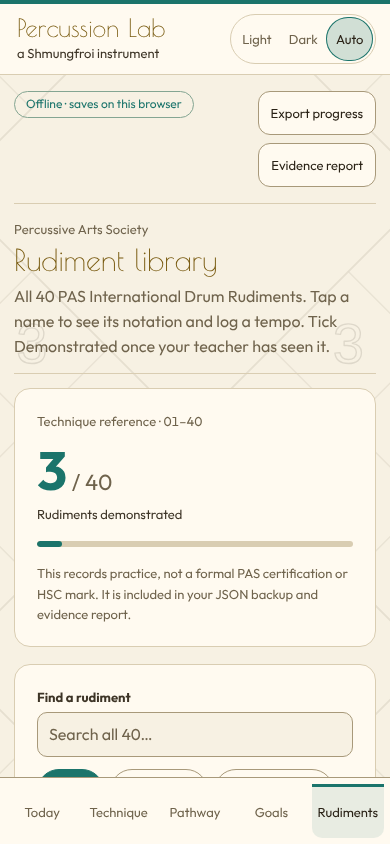 Percussion Lab
a Shmungfroi instrument
Light
Dark
Auto
Offline · saves on this browser
Export progress
Evidence report
Percussive Arts Society
Rudiment library
All 40 PAS International Drum Rudiments. Tap a
name to see its notation and log a tempo. Tick
Demonstrated once your teacher has seen it.
3
3
Technique reference · 01–40
3 / 40
Rudiments demonstrated
This records practice, not a formal PAS certification or
HSC mark. It is included in your JSON backup and
evidence report.
Find a rudiment
Search all 40…
Today
Technique
Pathway
Goals
Rudiments